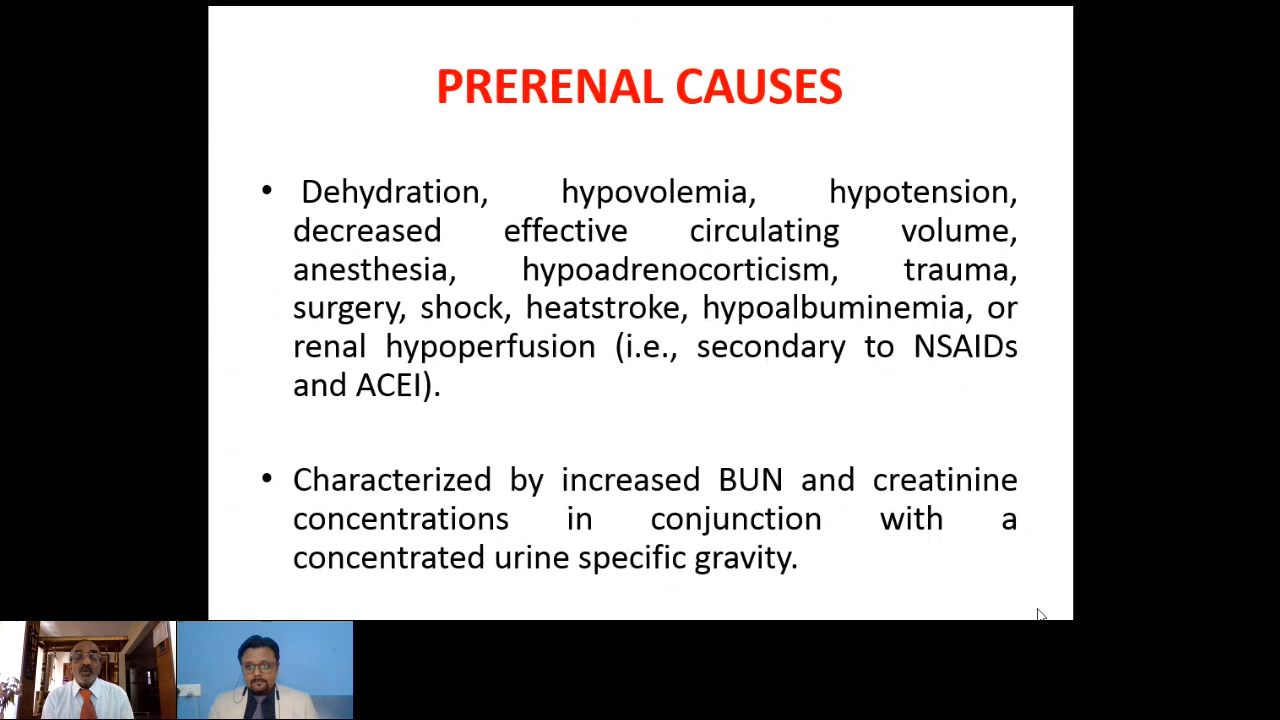 PRERENAL CAUSES
• Dehydration, hypovolemia, hypotension,
decreased effective circulating volume,
anesthesia, hypoadrenocorticism, trauma,
surgery, shock, heatstroke, hypoalbuminemia, or
renal hypoperfusion (i.e., secondary to NSAIDs
and ACEI).
• Characterized by increased BUN and creatinine
concentrations in conjunction with a
concentrated urine specific gravity.